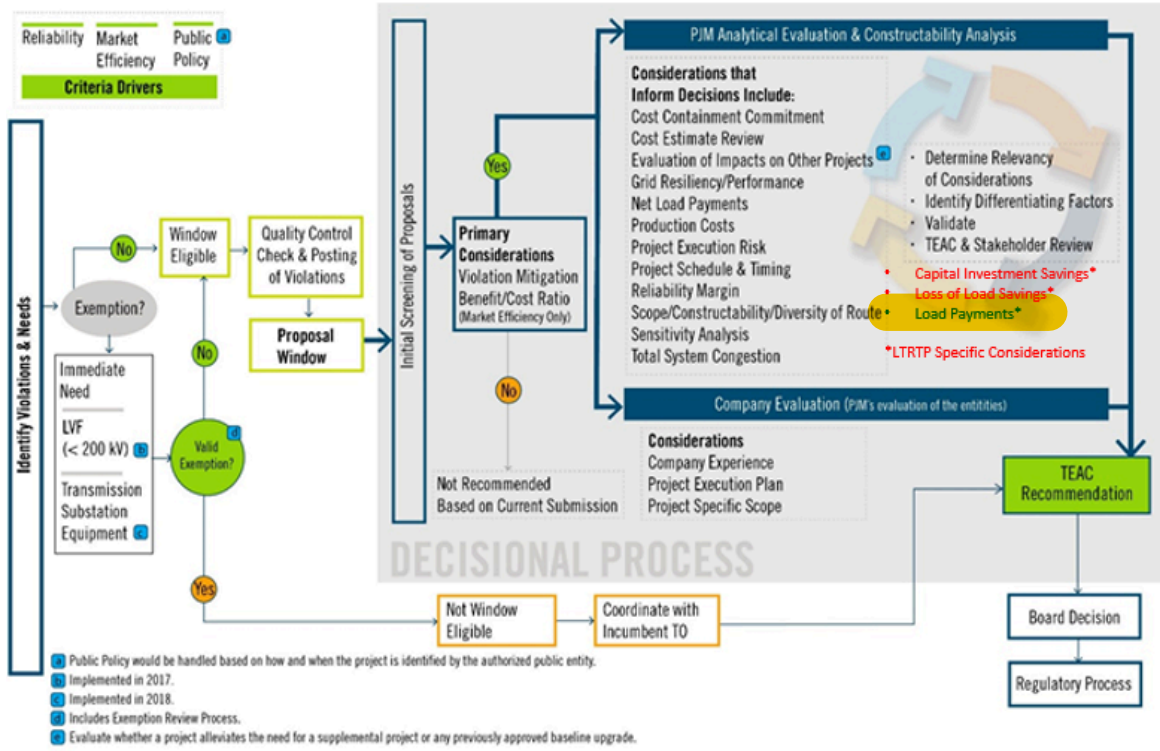 Reliability
Market
Efficiency
Public
Policy
a
Criteria Drivers
Identify Violations & Needs
Exemption?
No
Immediate
Need
LVF
(< 200 kV) b
Transmission
Substation
Equipment c
Window
Eligible
No
Valid
Exemption?
d
Yes
Quality Control
Check & Posting
of Violations
Proposal
Window
Initial Screening of Proposals
Primary
Considerations
Violation Mitigation
Benefit/Cost Ratio
(Market Efficiency Only)
Yes
No
Not Recommended
Based on Current Submission
PJM Analytical Evaluation & Constructability Analysis
Considerations that
Inform Decisions Include:
Cost Containment Commitment
Cost Estimate Review
Evaluation of Impacts on Other Projects e
Grid Resiliency/Performance
Net Load Payments
Production Costs
Project Execution Risk
Project Schedule & Timing
Reliability Margin
Scope/Constructability/Diversity of Route
Sensitivity Analysis
Total System Congestion
· Determine Relevancy
of Considerations
· Identify Differentiating Factors
· Validate
· TEAC & Stakeholder Review
• Capital Investment Savings*
• Loss of Load Savings*
• Load Payments*
*LTRTP Specific Considerations
Company Evaluation (PJM's evaluation of the entitities)
Considerations
Company Experience
Project Execution Plan
Project Specific Scope
DECISIONAL PROCESS
TEAC
Recommendation
Not Window
Eligible
Coordinate with
Incumbent TO
Board Decision
Regulatory Process
a Public Policy would be handled based on how and when the project is identified by the authorized public entity.
b Implemented in 2017.
c Implemented in 2018.
d Includes Exemption Review Process.
e Evaluate whether a project alleviates the need for a supplemental project or any previously approved baseline upgrade.